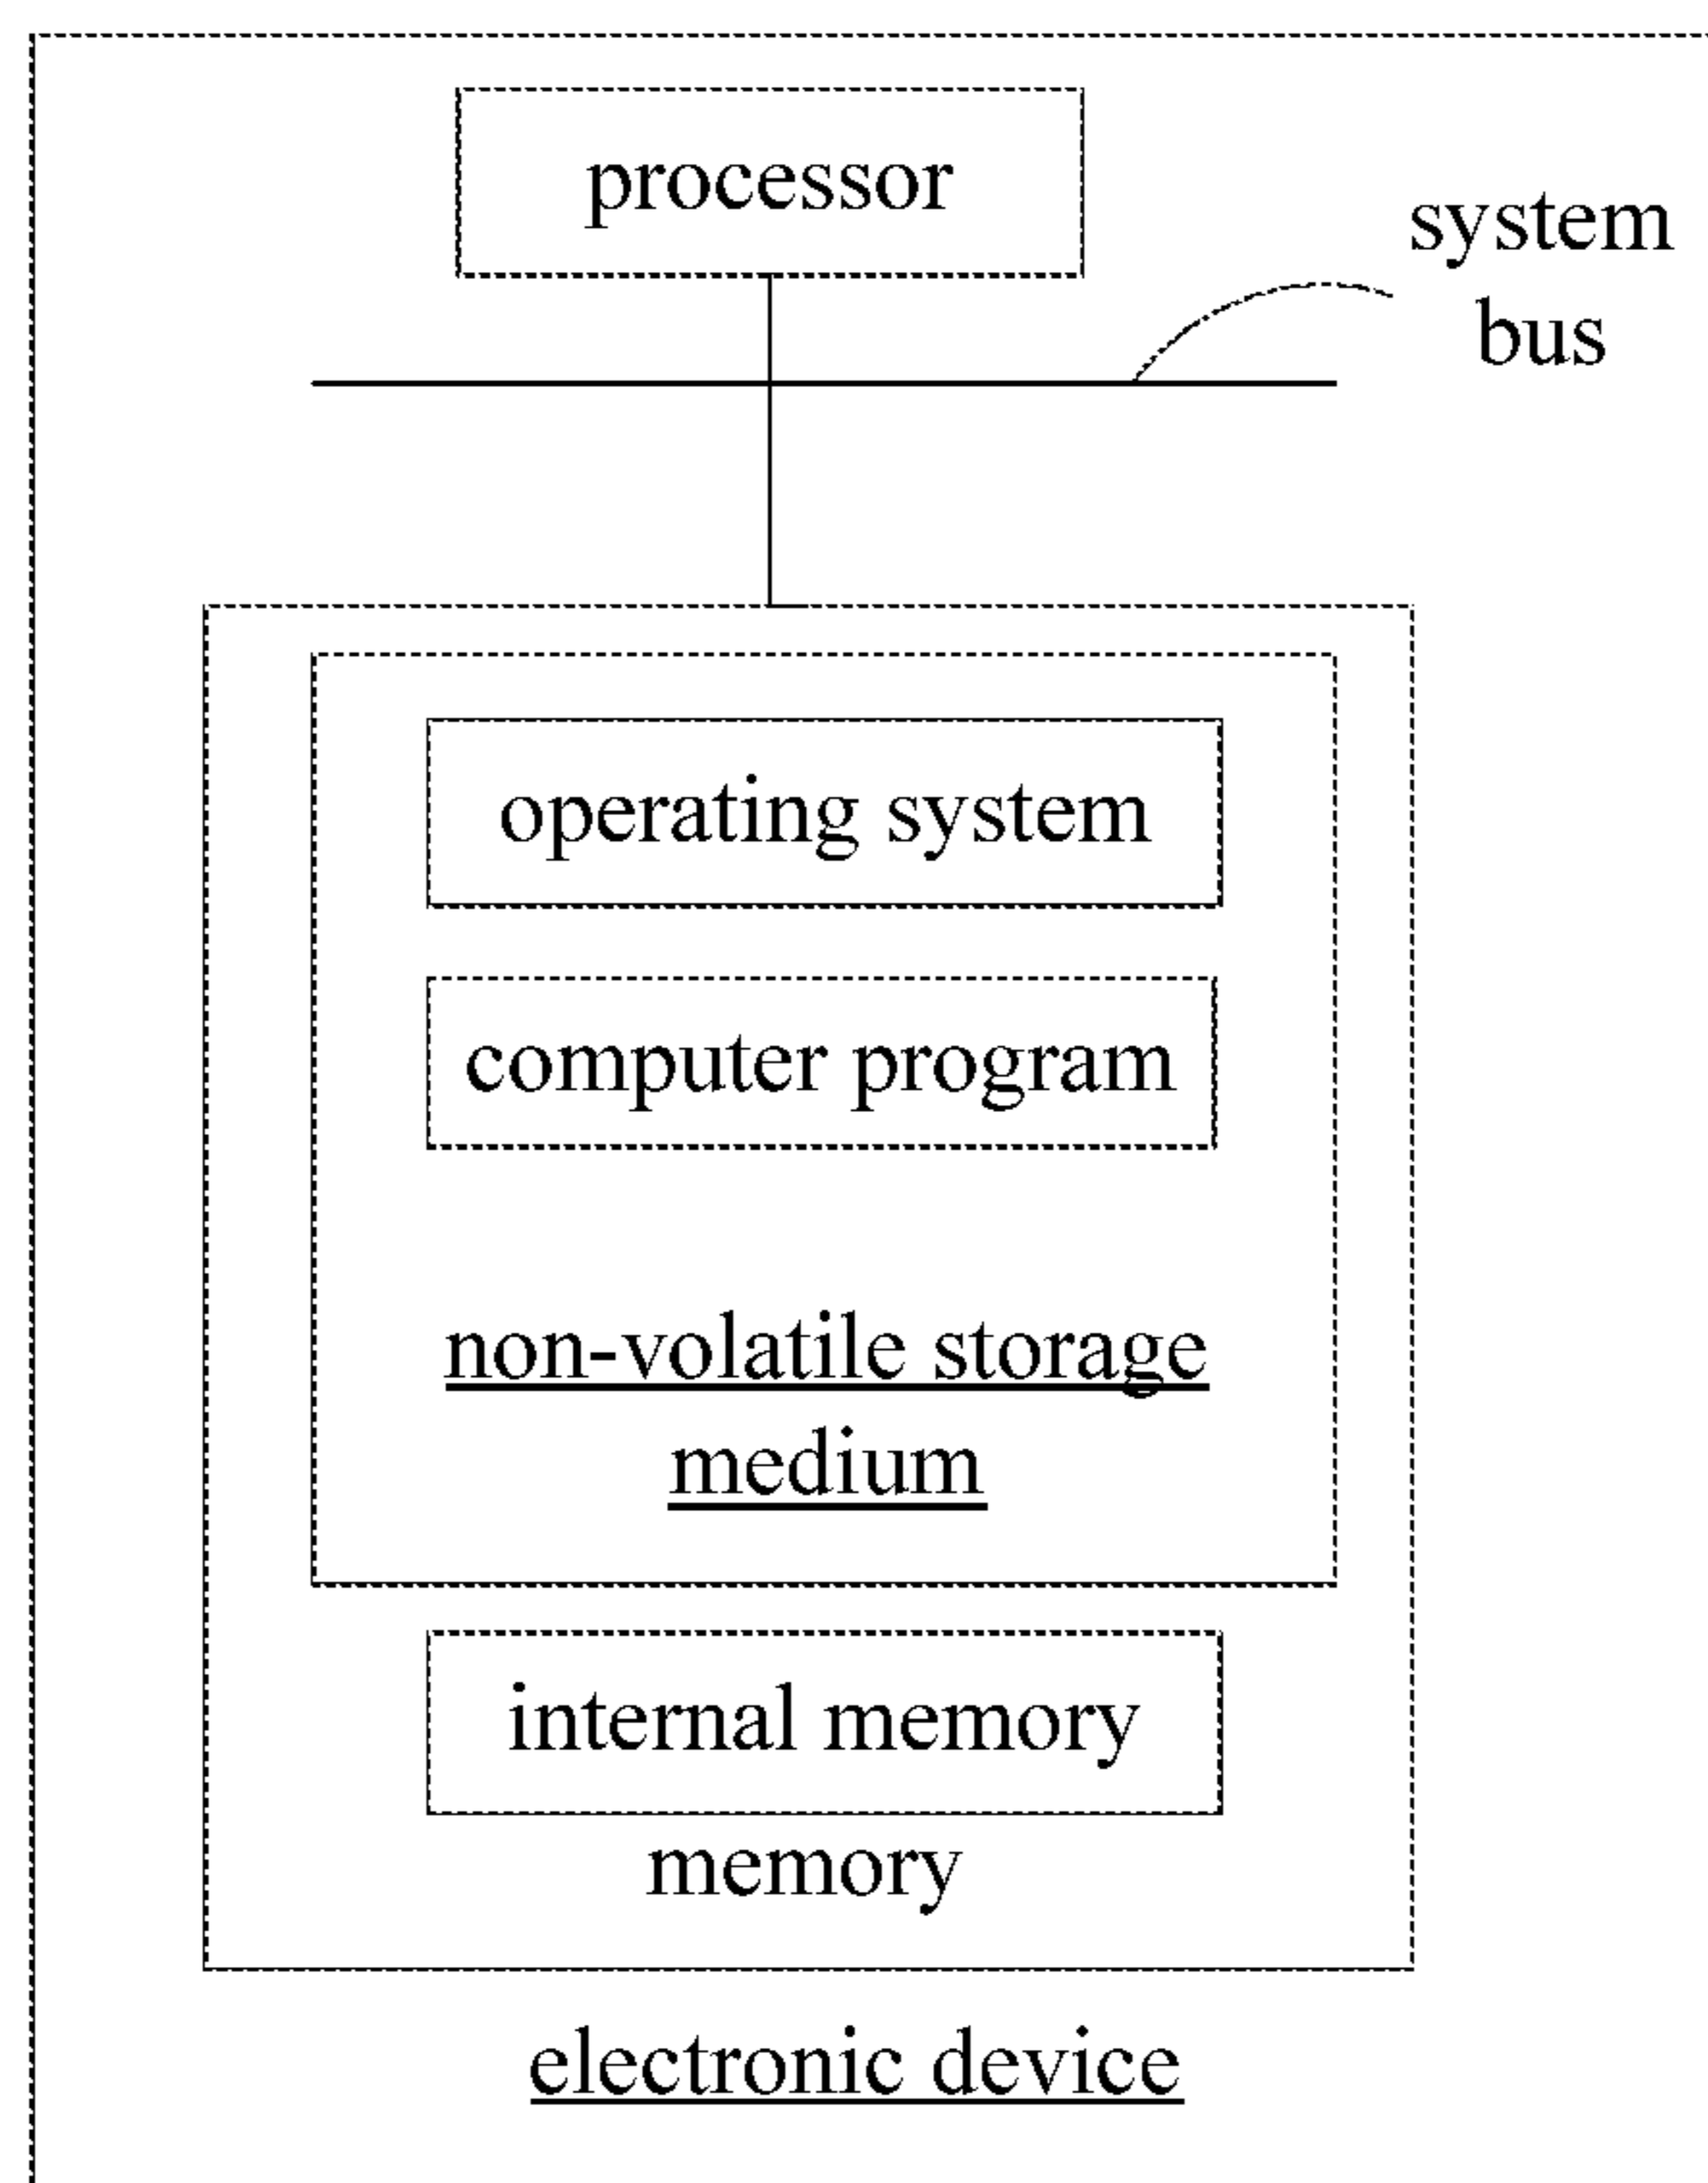 processor
system
bus
operating system
computer program
non-volatile storage
medium
internal memory
memory
electronic device